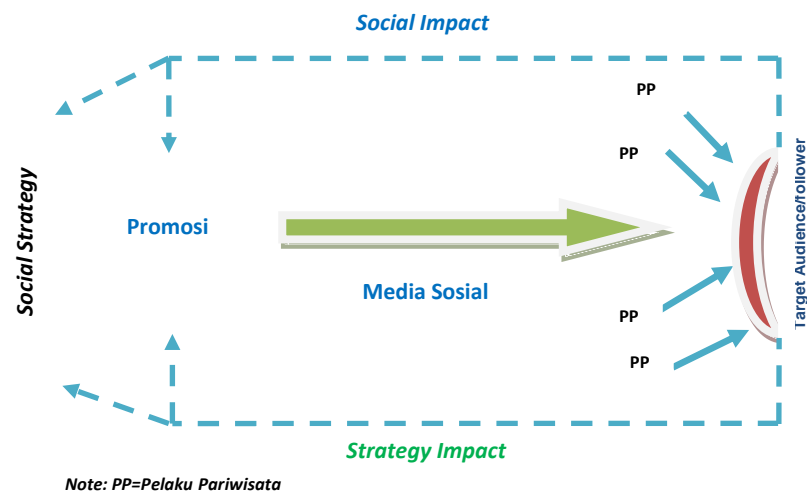 Social Impact
PP
PP
Social Strategy
Promosi
Target Audience/follower
Media Sosial
PP
PP
Strategy Impact
Note: PP=Pelaku Pariwisata